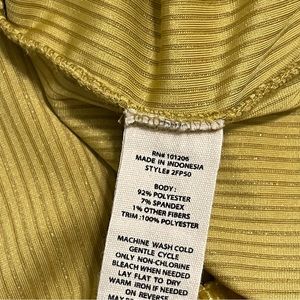 RN# 101206
MADE IN INDONESIA
STYLE# 2FP50
BODY:
92% POLYESTER
7% SPANDEX
1% OTHER FIBERS
TRIM:100% POLYESTER
MACHINE WASH COLD
GENTLE CYCLE
ONLY NON-CHLORINE
BLEACH WHEN NEEDED
LAY FLAT TO DRY
WARM IRON IF NEEDED
ON REVERSE